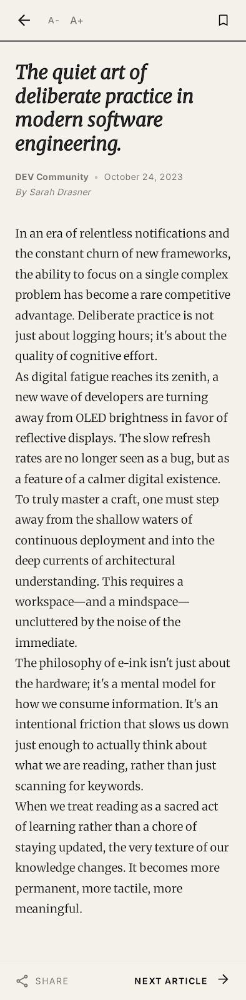 A- A+
The quiet art of
deliberate practice in
modern software
engineering.
DEV Community • October 24, 2023
By Sarah Drasner
In an era of relentless notifications and
the constant churn of new frameworks,
the ability to focus on a single complex
problem has become a rare competitive
advantage. Deliberate practice is not
just about logging hours; it's about the
quality of cognitive effort.
As digital fatigue reaches its zenith, a
new wave of developers are turning
away from OLED brightness in favor of
reflective displays. The slow refresh
rates are no longer seen as a bug, but as
a feature of a calmer digital existence.
To truly master a craft, one must step
away from the shallow waters of
continuous deployment and into the
deep currents of architectural
understanding. This requires a
workspace—and a mindspace—
uncluttered by the noise of the
immediate.
The philosophy of e-ink isn't just about
the hardware; it's a mental model for
how we consume information. It's an
intentional friction that slows us down
just enough to actually think about
what we are reading, rather than just
scanning for keywords.
When we treat reading as a sacred act
of learning rather than a chore of
staying updated, the very texture of our
knowledge changes. It becomes more
permanent, more tactile, more
meaningful.
SHARE NEXT ARTICLE